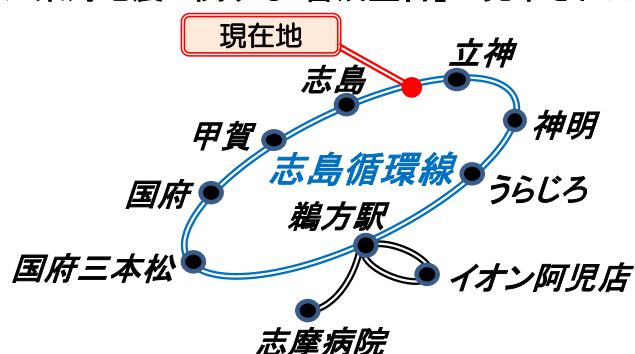 現在地
立神
志島
神明
甲賀
志島循環線
うらじろ
国府
鵜方駅
国府三本松
イオン阿児店
志摩病院